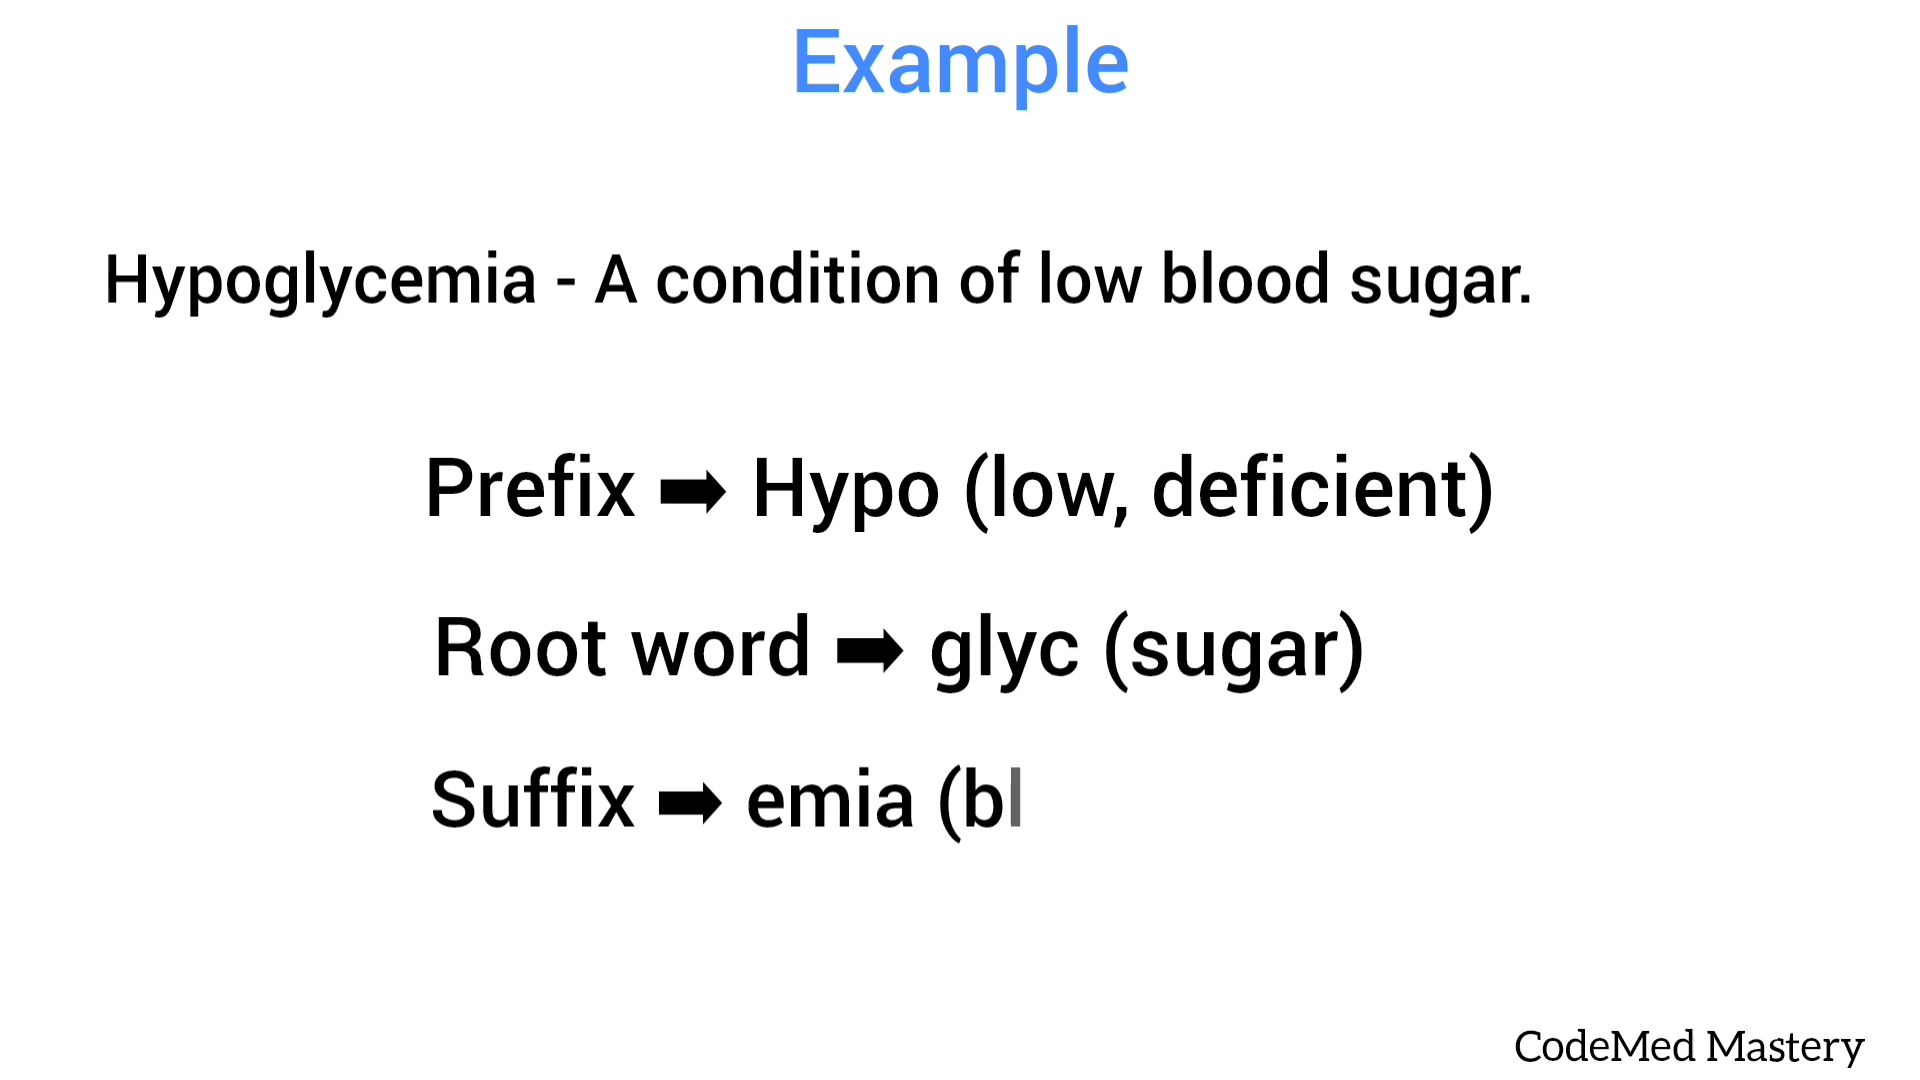 Example
Hypoglycemia - A condition of low blood sugar.
Prefix ➡ Hypo (low, deficient)
Root word ➡ glyc (sugar)
Suffix ➡ emia (bl
CodeMed Mastery